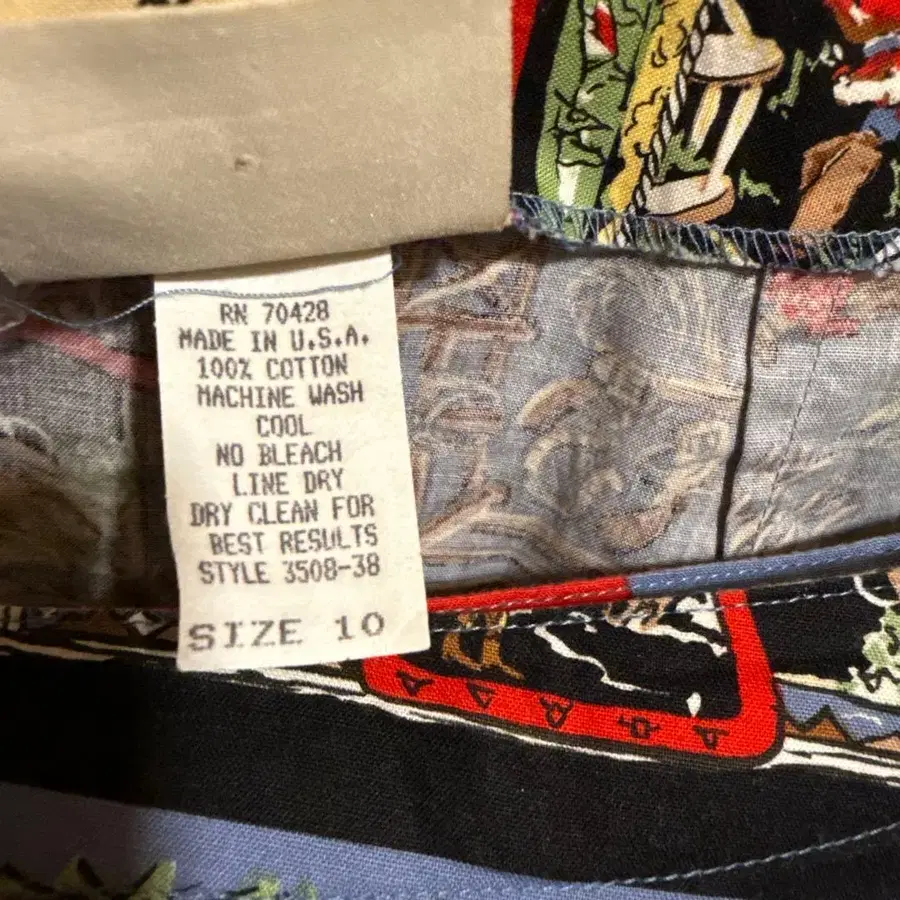 RN 70428
MADE IN U.S.A.
100% COTTON
MACHINE WASH
COOL
NO BLEACH
LINE DRY
DRY CLEAN FOR
BEST RESULTS
STYLE 3508-38
SIZE 10